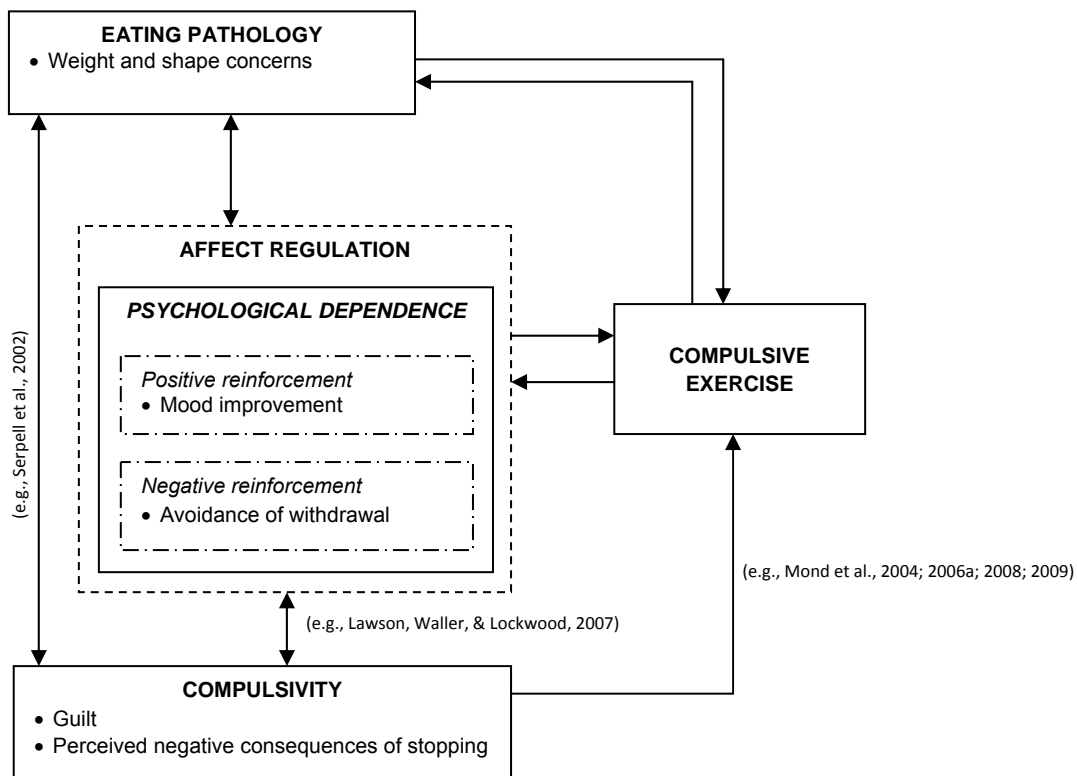 EATING PATHOLOGY
• Weight and shape concerns
AFFECT REGULATION
PSYCHOLOGICAL DEPENDENCE
Positive reinforcement
• Mood improvement
Negative reinforcement
• Avoidance of withdrawal
COMPULSIVE
EXERCISE
(e.g., Serpell et al., 2002)
(e.g., Mond et al., 2004; 2006a; 2008; 2009)
(e.g., Lawson, Waller, & Lockwood, 2007)
COMPULSIVITY
• Guilt
• Perceived negative consequences of stopping